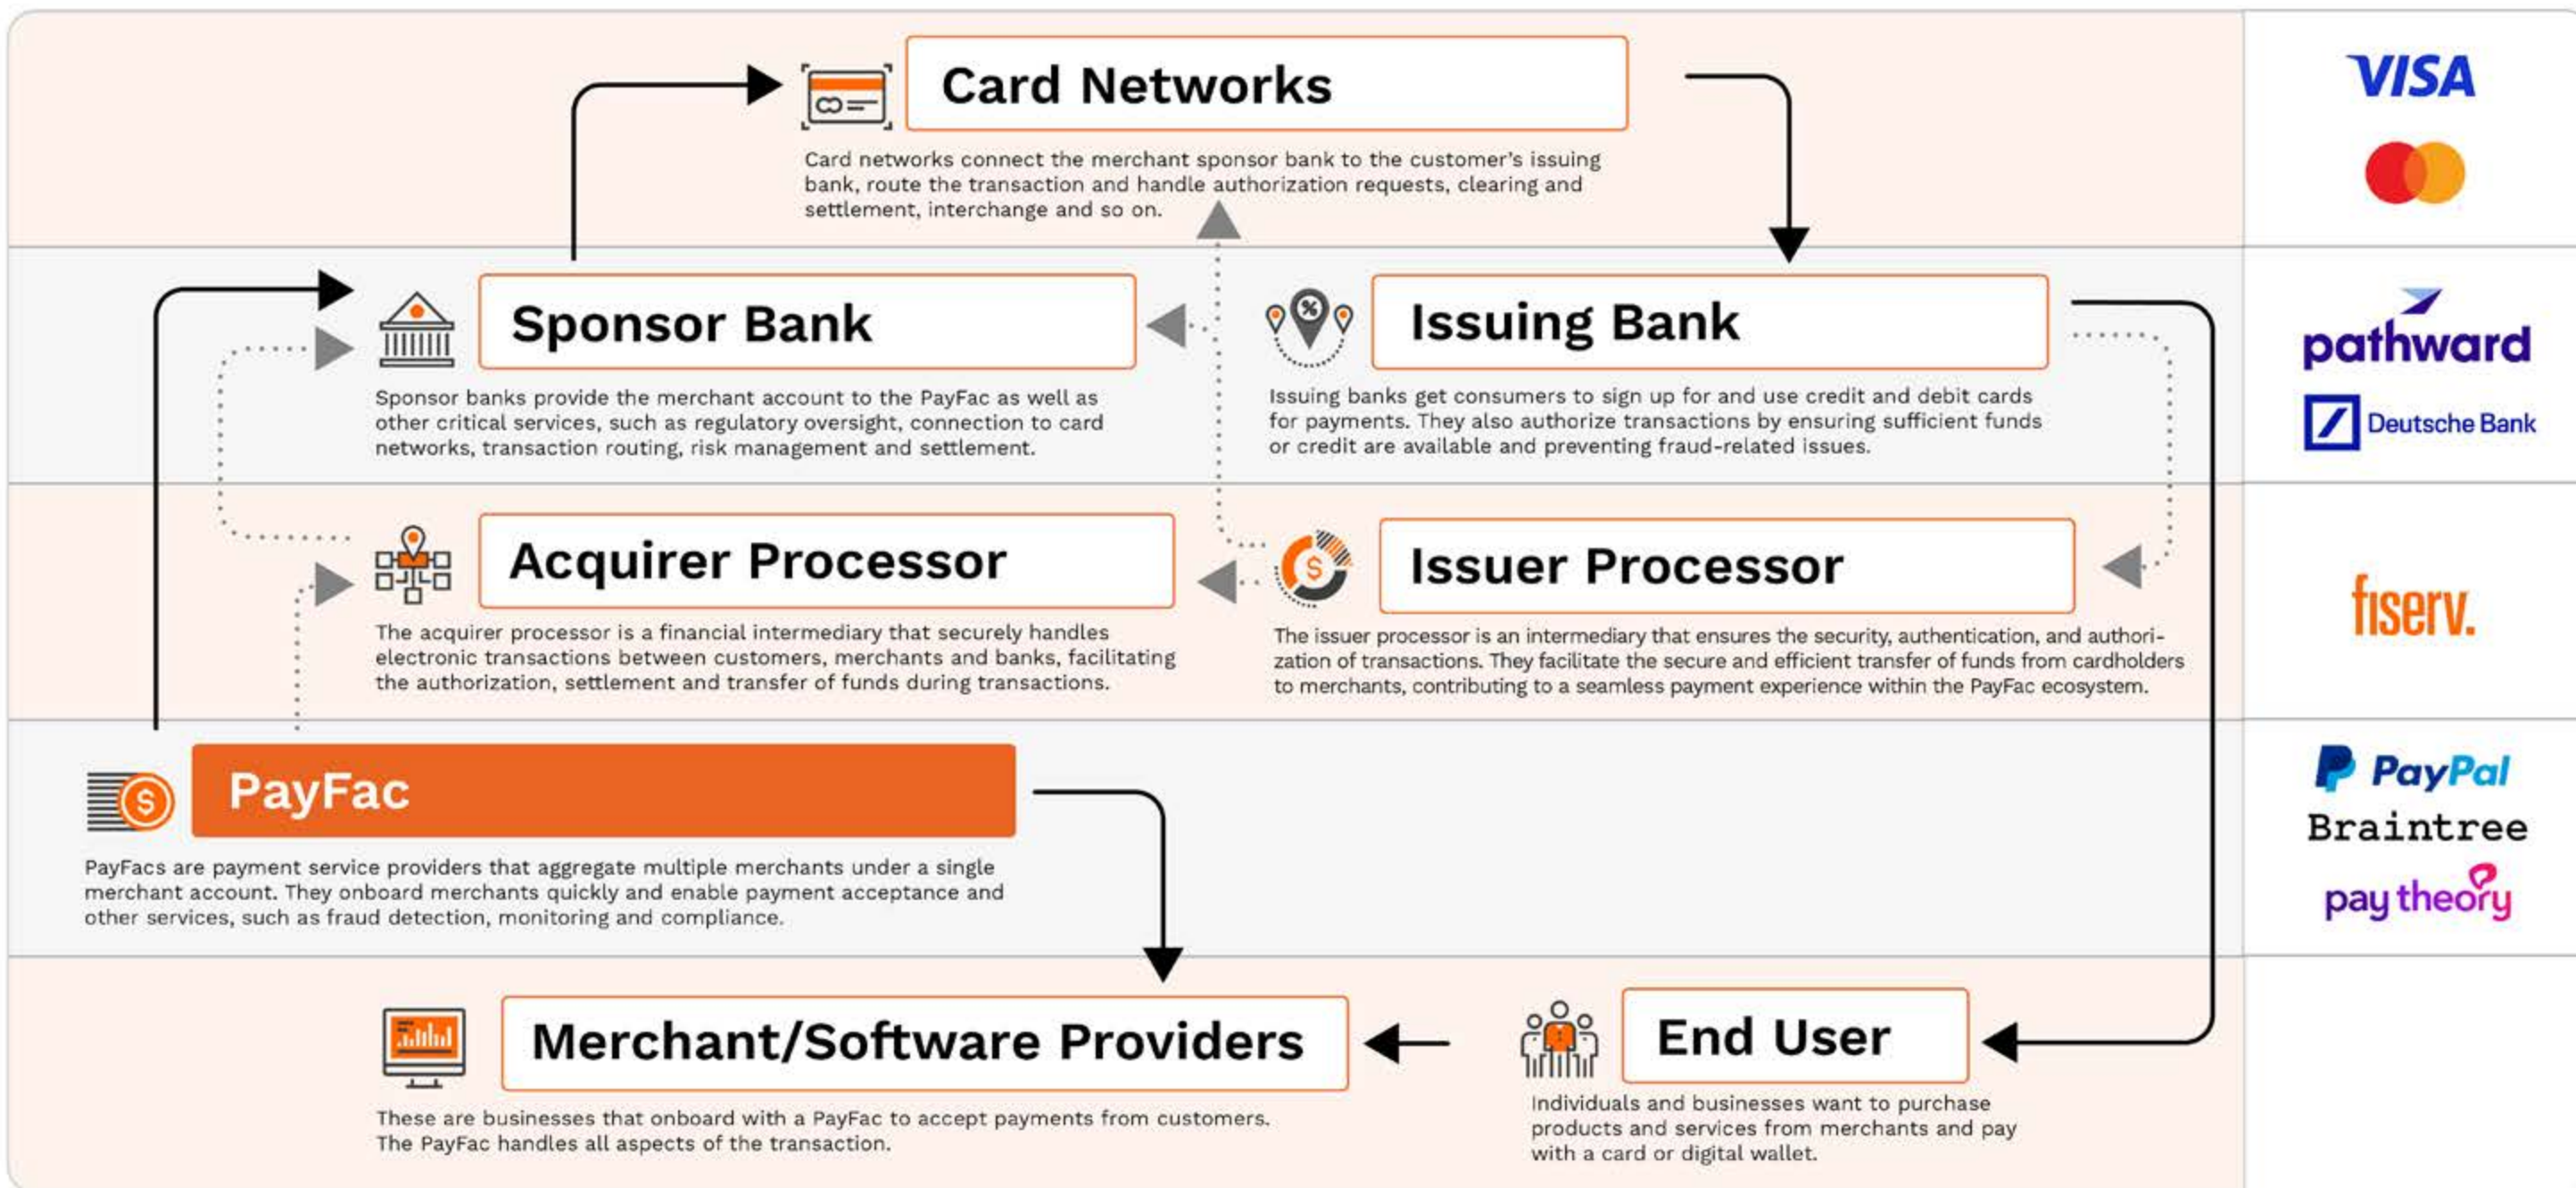 Card Networks
Card networks connect the merchant sponsor bank to the customer's issuing
bank, route the transaction and handle authorization requests, clearing and
settlement, interchange and so on.
VISA
Sponsor Bank
Sponsor banks provide the merchant account to the PayFac as well as
other critical services, such as regulatory oversight, connection to card
networks, transaction routing, risk management and settlement.
%
Issuing Bank
Issuing banks get consumers to sign up for and use credit and debit cards
for payments. They also authorize transactions by ensuring sufficient funds
or credit are available and preventing fraud-related issues.
pathward
Deutsche Bank
Acquirer Processor
The acquirer processor is a financial intermediary that securely handles
electronic transactions between customers, merchants and banks, facilitating
the authorization, settlement and transfer of funds during transactions.
$
Issuer Processor
The issuer processor is an intermediary that ensures the security, authentication, and authori-
zation of transactions. They facilitate the secure and efficient transfer of funds from cardholders
to merchants, contributing to a seamless payment experience within the PayFac ecosystem.
fiserv.
$
PayFac
PayFacs are payment service providers that aggregate multiple merchants under a single
merchant account. They onboard merchants quickly and enable payment acceptance and
other services, such as fraud detection, monitoring and compliance.
PayPal
Braintree
pay theory
Merchant/Software Providers
These are businesses that onboard with a PayFac to accept payments from customers.
The PayFac handles all aspects of the transaction.
End User
Individuals and businesses want to purchase
products and services from merchants and pay
with a card or digital wallet.